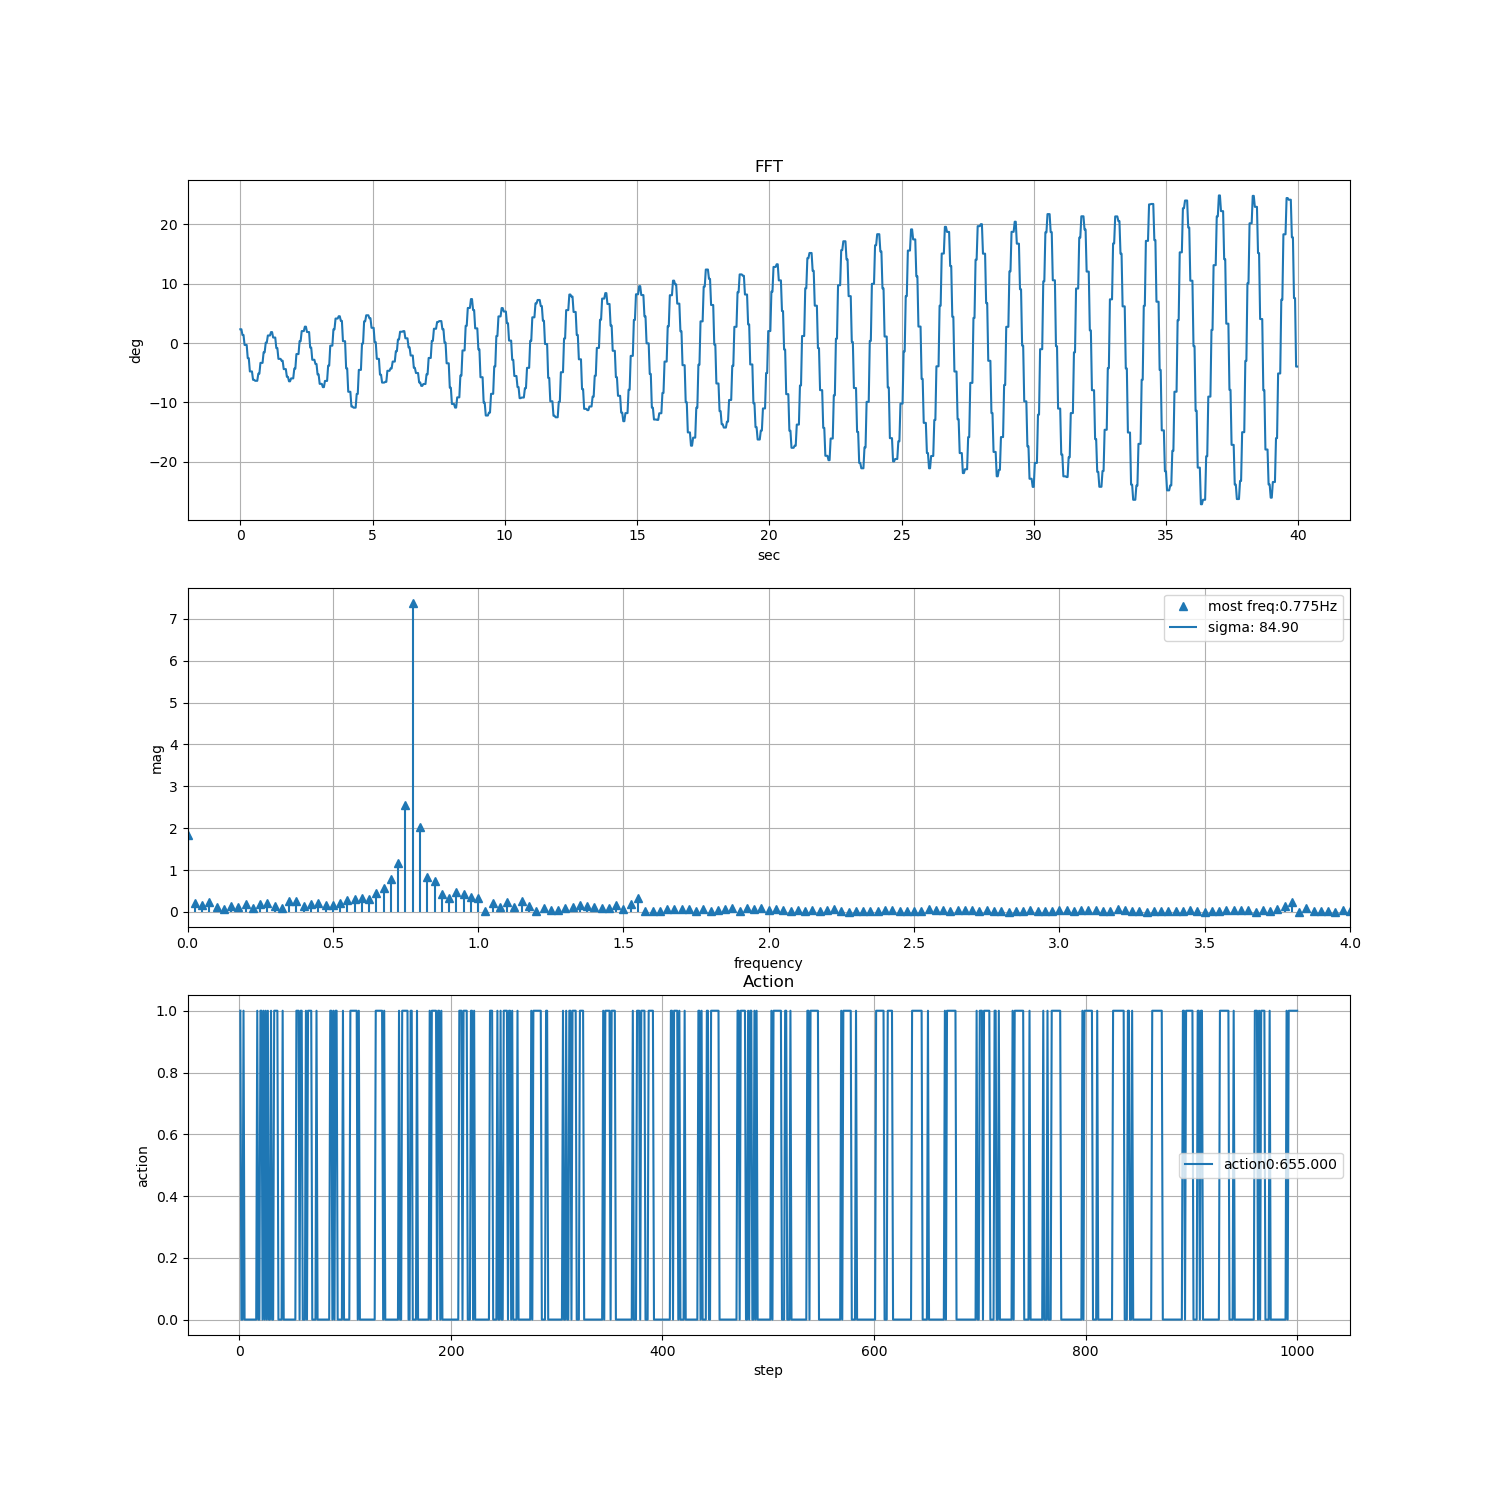 FFT
20
10
0
−10
−20
deg
0 5 10 15 20 25 30 35 40
sec
most freq:0.775Hz
sigma: 84.90
7
6
5
4
3
2
1
0
mag
0.0 0.5 1.0 1.5 2.0 2.5 3.0 3.5 4.0
frequency
Action
1.0
0.8
0.6
0.4
0.2
0.0
action
action0:655.000
0 200 400 600 800 1000
step